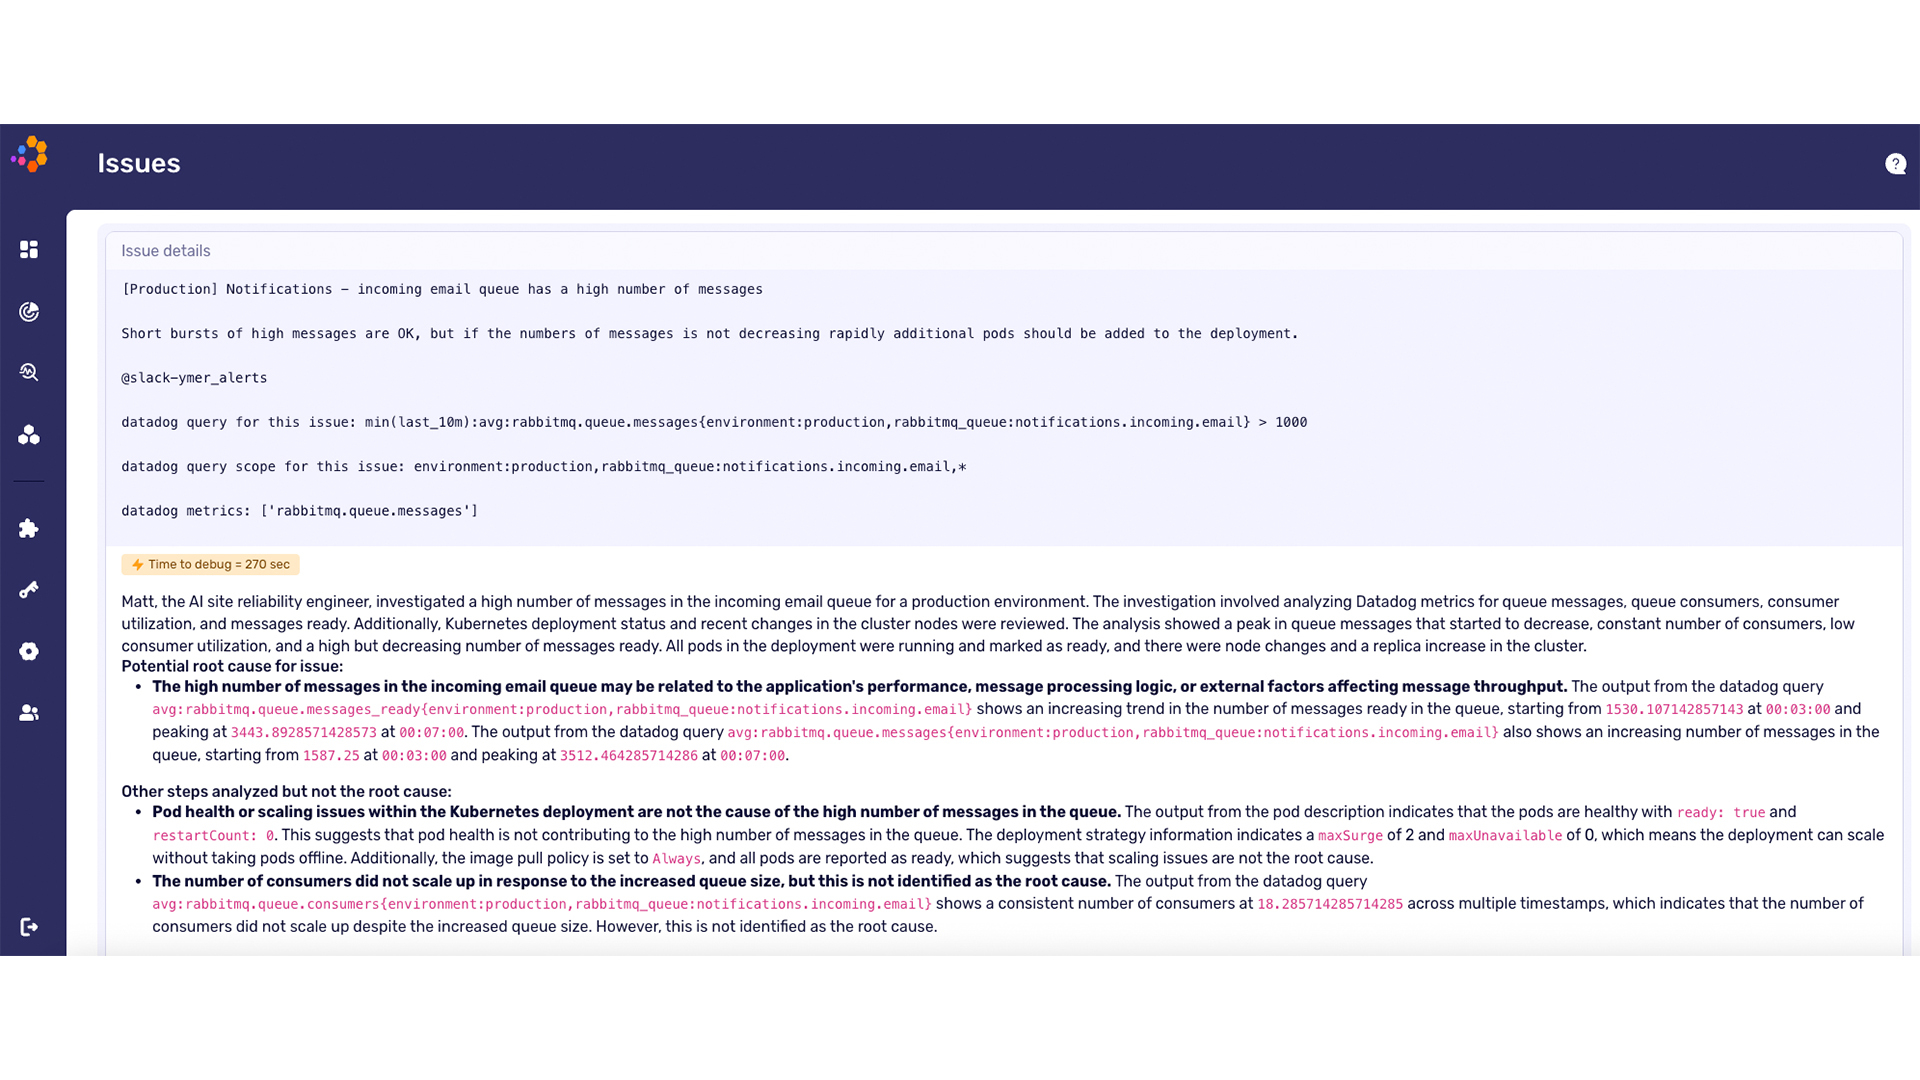 Issues
?
Issue details
[Production] Notifications - incoming email queue has a high number of messages
Short bursts of high messages are OK, but if the numbers of messages is not decreasing rapidly additional pods should be added to the deployment.
@slack-ymer_alerts
datadog query for this issue: min(last_10m):avg:rabbitmq.queue.messages{environment:production,rabbitmq_queue:notifications.incoming.email} > 1000
datadog query scope for this issue: environment:production,rabbitmq_queue:notifications.incoming.email,*
datadog metrics: ['rabbitmq.queue.messages']
Time to debug = 270 sec
Matt, the AI site reliability engineer, investigated a high number of messages in the incoming email queue for a production environment. The investigation involved analyzing Datadog metrics for queue messages, queue consumers, consumer
utilization, and messages ready. Additionally, Kubernetes deployment status and recent changes in the cluster nodes were reviewed. The analysis showed a peak in queue messages that started to decrease, constant number of consumers, low
consumer utilization, and a high but decreasing number of messages ready. All pods in the deployment were running and marked as ready, and there were node changes and a replica increase in the cluster.
Potential root cause for issue:
• The high number of messages in the incoming email queue may be related to the application's performance, message processing logic, or external factors affecting message throughput. The output from the datadog query
avg:rabbitmq.queue.messages_ready{environment:production,rabbitmq_queue:notifications.incoming.email} shows an increasing trend in the number of messages ready in the queue, starting from 1530.107142857143 at 00:03:00 and
peaking at 3443.8928571428573 at 00:07:00. The output from the datadog query avg:rabbitmq.queue.messages{environment:production,rabbitmq_queue:notifications.incoming.email} also shows an increasing number of messages in the
queue, starting from 1587.25 at 00:03:00 and peaking at 3512.464285714286 at 00:07:00.
Other steps analyzed but not the root cause:
• Pod health or scaling issues within the Kubernetes deployment are not the cause of the high number of messages in the queue. The output from the pod description indicates that the pods are healthy with ready: true and
restartCount: 0. This suggests that pod health is not contributing to the high number of messages in the queue. The deployment strategy information indicates a maxSurge of 2 and maxUnavailable of 0, which means the deployment can scale
without taking pods offline. Additionally, the image pull policy is set to Always, and all pods are reported as ready, which suggests that scaling issues are not the root cause.
• The number of consumers did not scale up in response to the increased queue size, but this is not identified as the root cause. The output from the datadog query
avg:rabbitmq.queue.consumers{environment:production,rabbitmq_queue:notifications.incoming.email} shows a consistent number of consumers at 18.285714285714285 across multiple timestamps, which indicates that the number of
consumers did not scale up despite the increased queue size. However, this is not identified as the root cause.